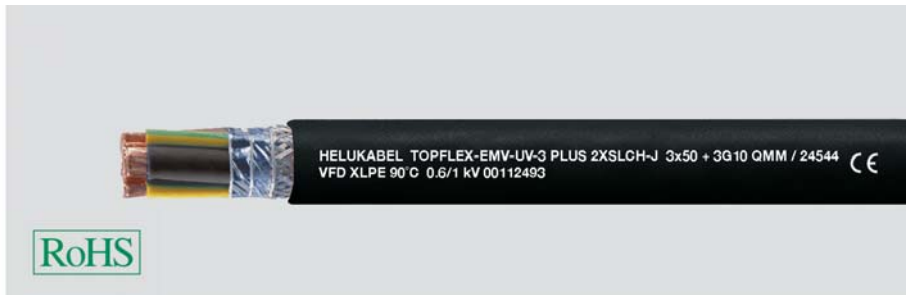 HELUKABEL TOPFLEX-EMV-UV-3 PLUS 2XSLCH-J 3x50 + 3G10 QMM / 24544 CE
VFD XLPE 90°C 0.6/1 kV 00112493
RoHS